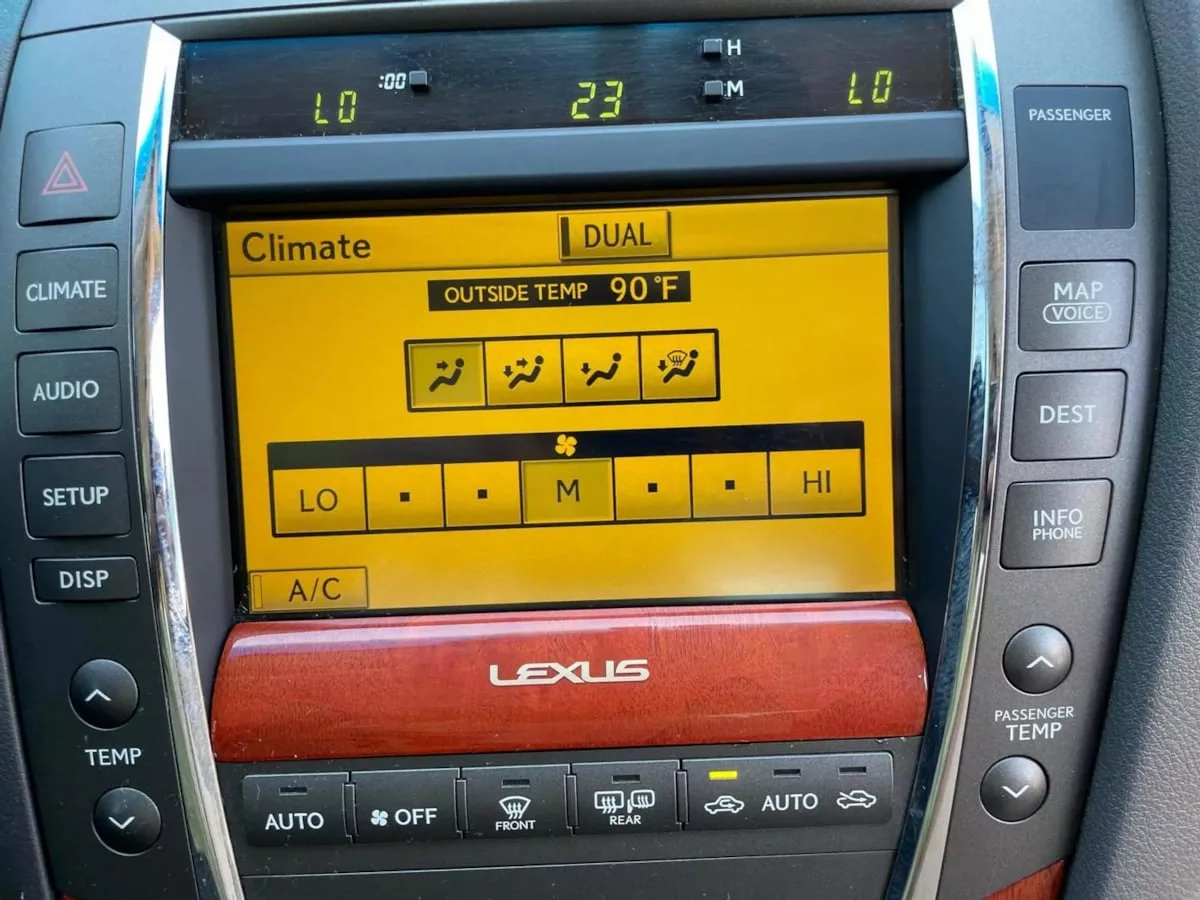 H
:00
M
LO
23
LO
PASSENGER
Climate
DUAL
OUTSIDE TEMP 90°F
CLIMATE
MAP
VOICE
AUDIO
DEST
SETUP
LO
M
HI
INFO
PHONE
DISP
A/C
LEXUS
TEMP
PASSENGER
TEMP
AUTO
OFF
FRONT
REAR
AUTO